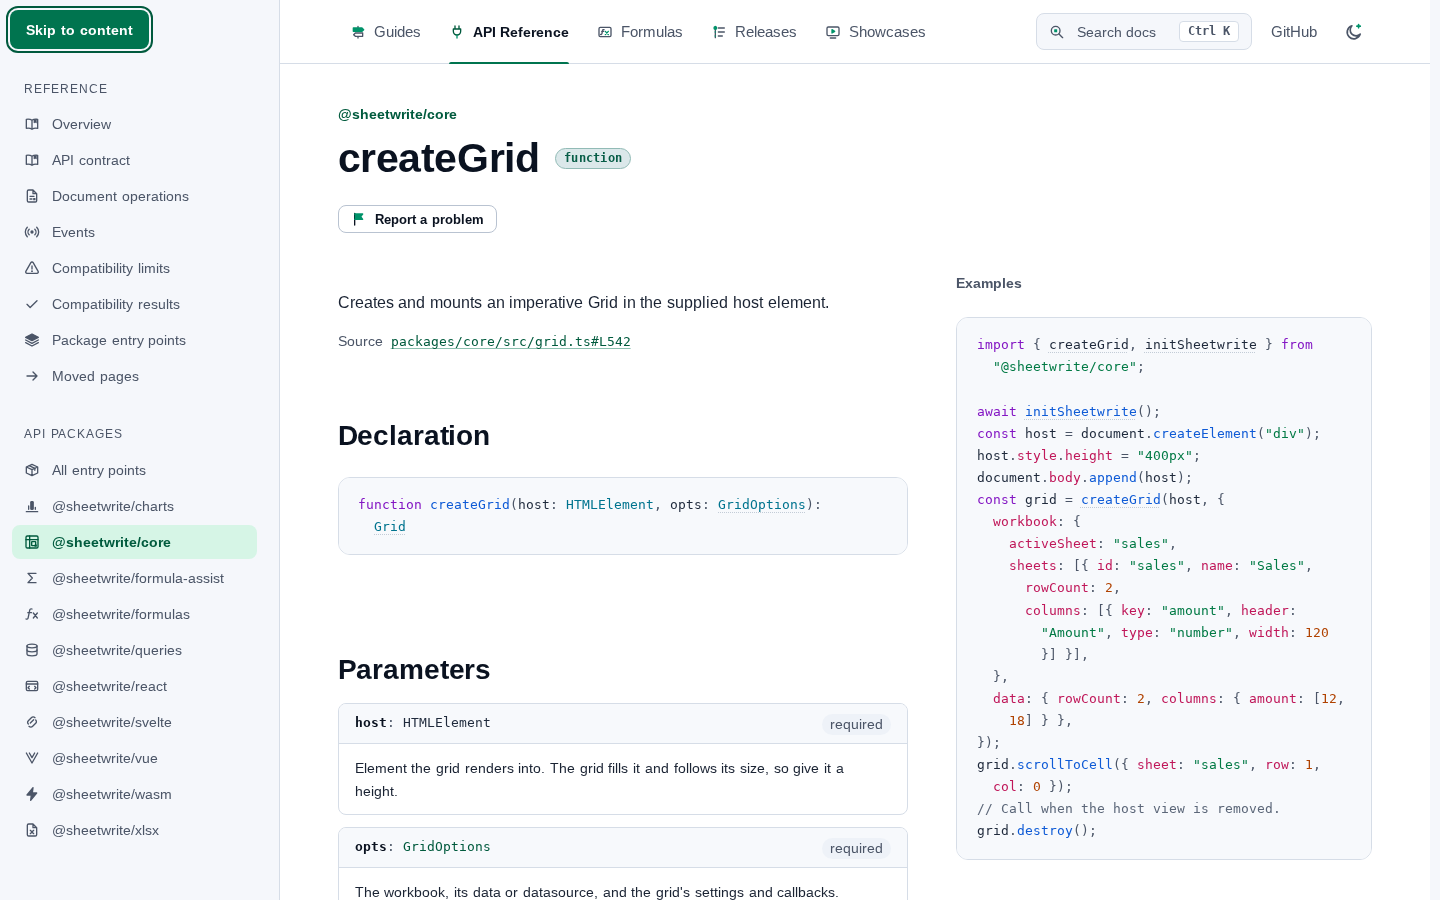 Skip to content
Guides
API Reference
Formulas
Releases
Showcases
Search docs
Ctrl K
GitHub
REFERENCE
Overview
API contract
Document operations
Events
Compatibility limits
Compatibility results
Package entry points
Moved pages
API PACKAGES
All entry points
@sheetwrite/charts
@sheetwrite/core
@sheetwrite/formula-assist
@sheetwrite/formulas
@sheetwrite/queries
@sheetwrite/react
@sheetwrite/svelte
@sheetwrite/vue
@sheetwrite/wasm
@sheetwrite/xlsx
@sheetwrite/core
createGrid function
Report a problem
Creates and mounts an imperative Grid in the supplied host element.
Source packages/core/src/grid.ts#L542
Declaration
function createGrid(host: HTMLElement, opts: GridOptions):
Grid
Parameters
host: HTMLElement required
Element the grid renders into. The grid fills it and follows its size, so give it a
height.
opts: GridOptions required
The workbook, its data or datasource, and the grid's settings and callbacks.
Examples
import { createGrid, initSheetwrite } from
"@sheetwrite/core";
await initSheetwrite();
const host = document.createElement("div");
host.style.height = "400px";
document.body.append(host);
const grid = createGrid(host, {
workbook: {
activeSheet: "sales",
sheets: [{ id: "sales", name: "Sales",
rowCount: 2,
columns: [{ key: "amount", header:
"Amount", type: "number", width: 120
}] }],
},
data: { rowCount: 2, columns: { amount: [12,
18] } },
});
grid.scrollToCell({ sheet: "sales", row: 1,
col: 0 });
// Call when the host view is removed.
grid.destroy();